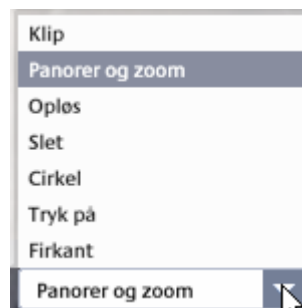 Klip
Panorer og zoom
Opløs
Slet
Cirkel
Tryk på
Firkant
Panorer og zoom